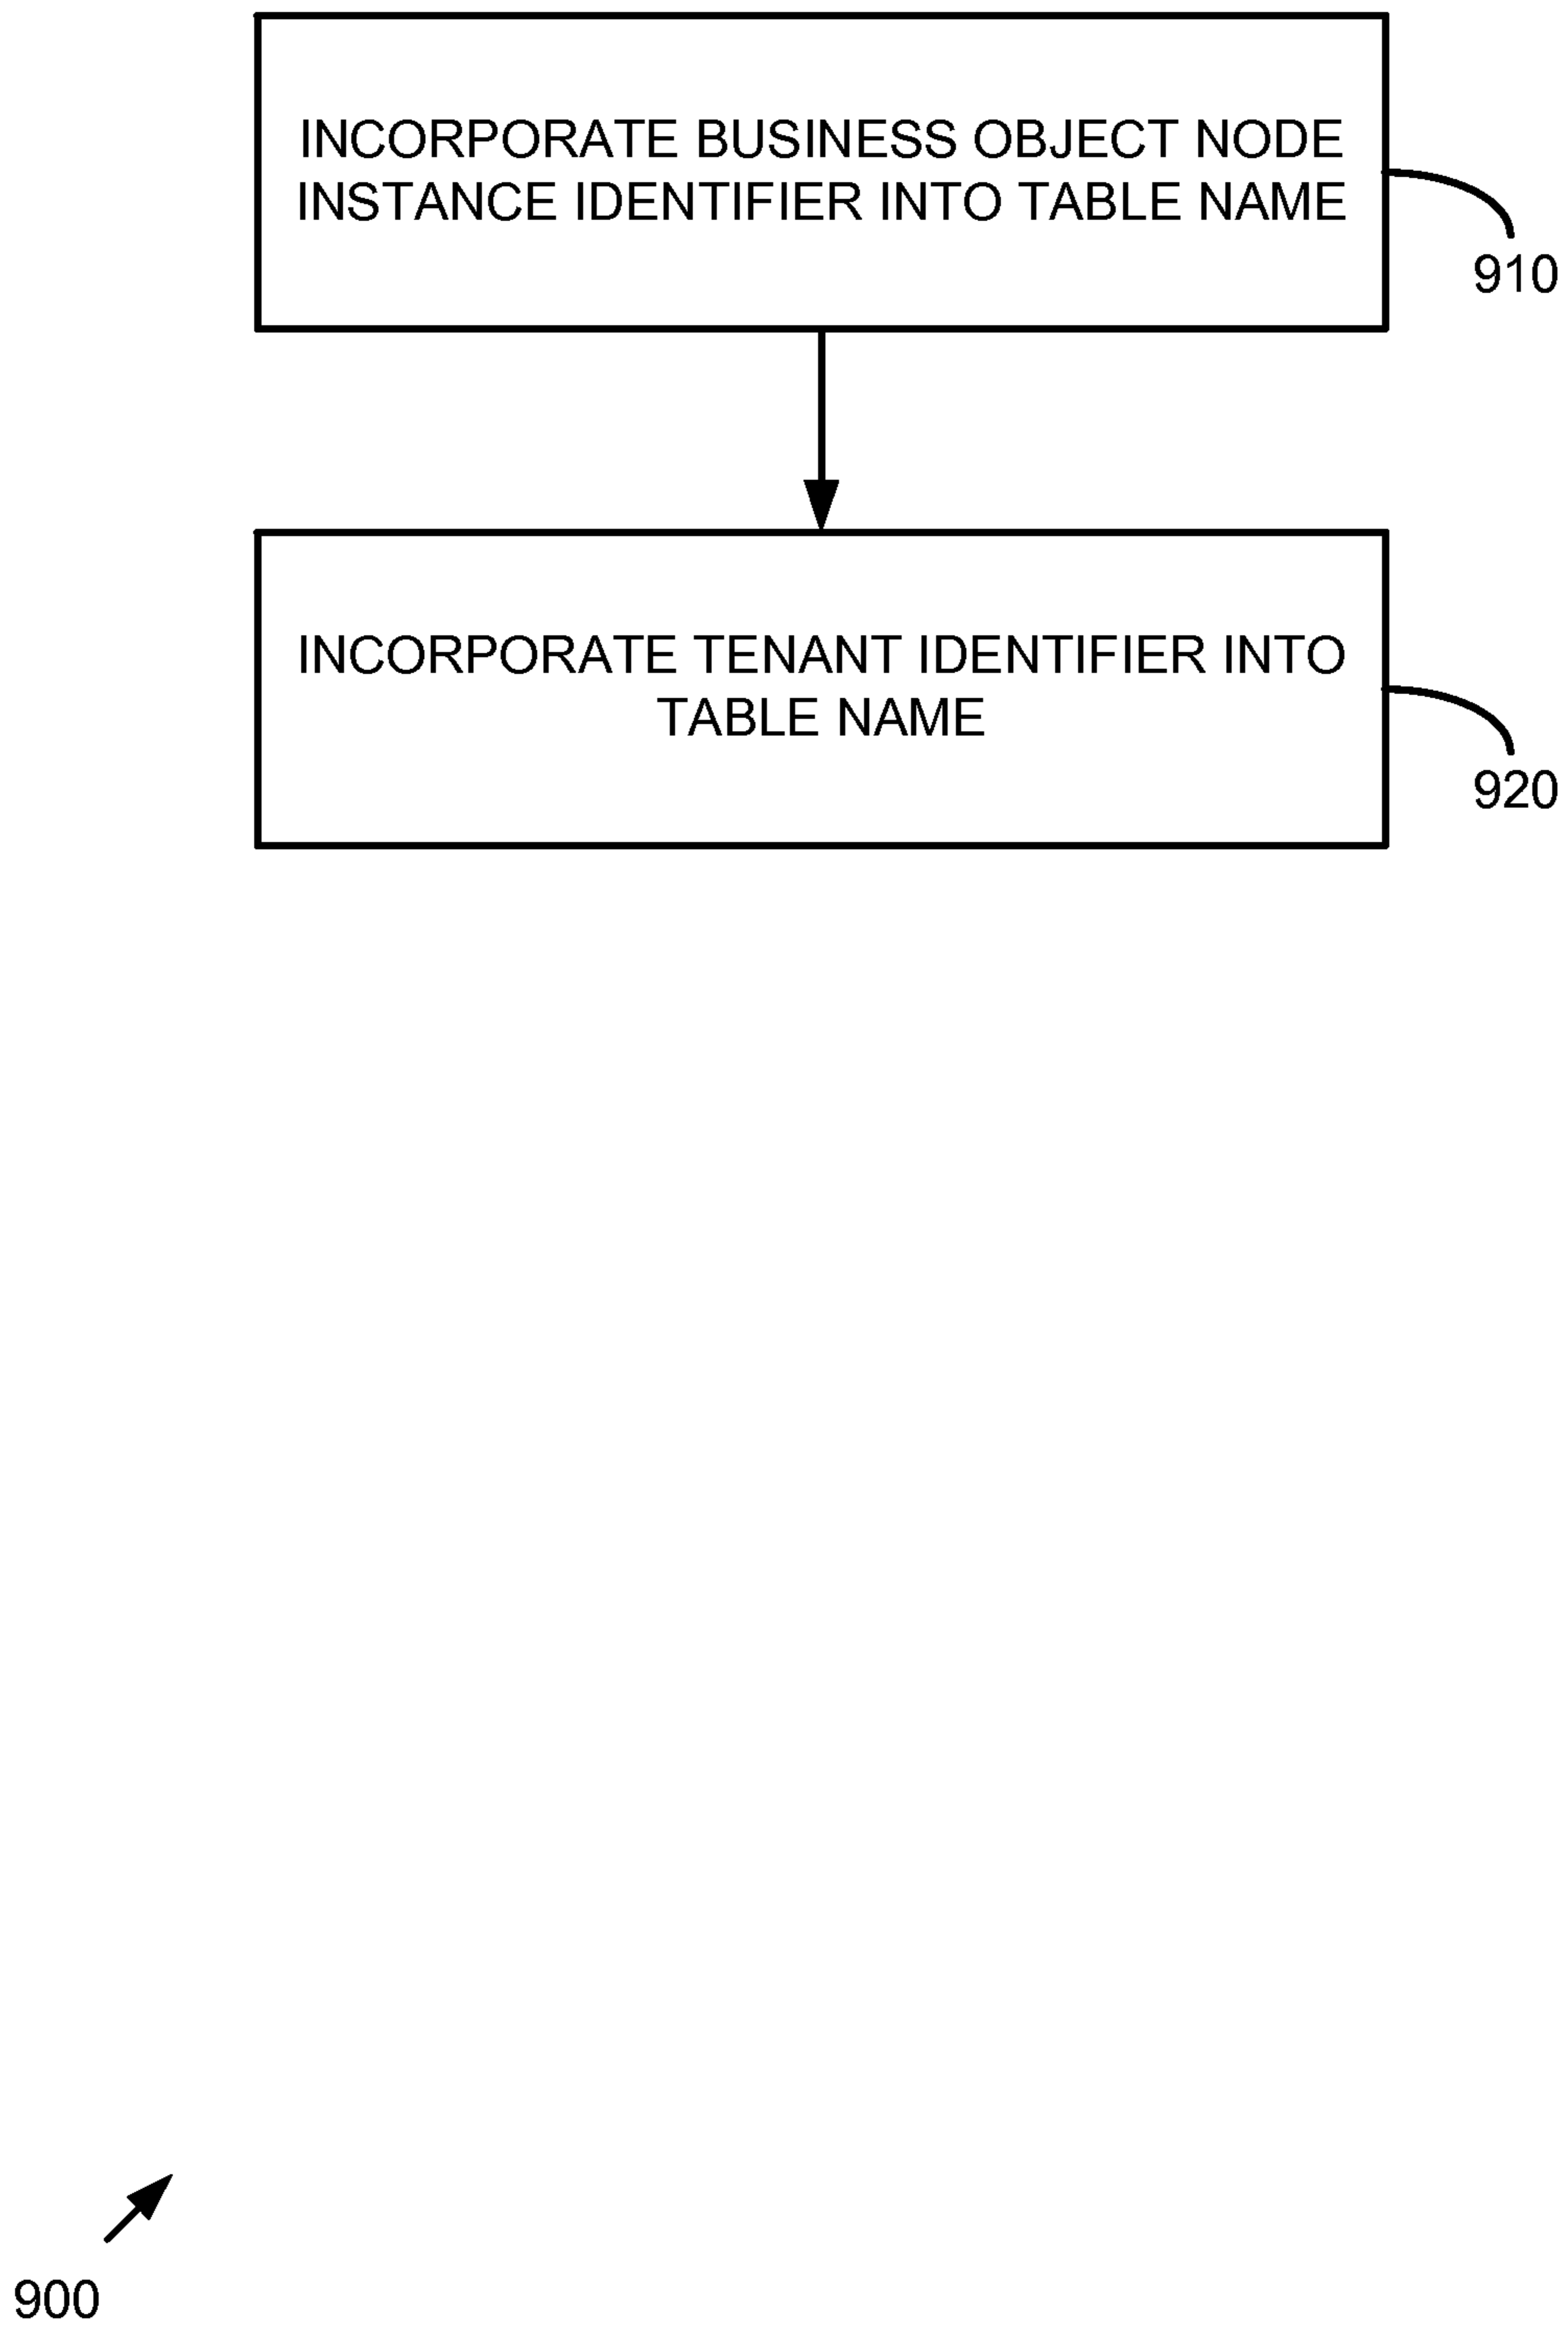 INCORPORATE BUSINESS OBJECT NODE
INSTANCE IDENTIFIER INTO TABLE NAME
910
INCORPORATE TENANT IDENTIFIER INTO
TABLE NAME
920
900